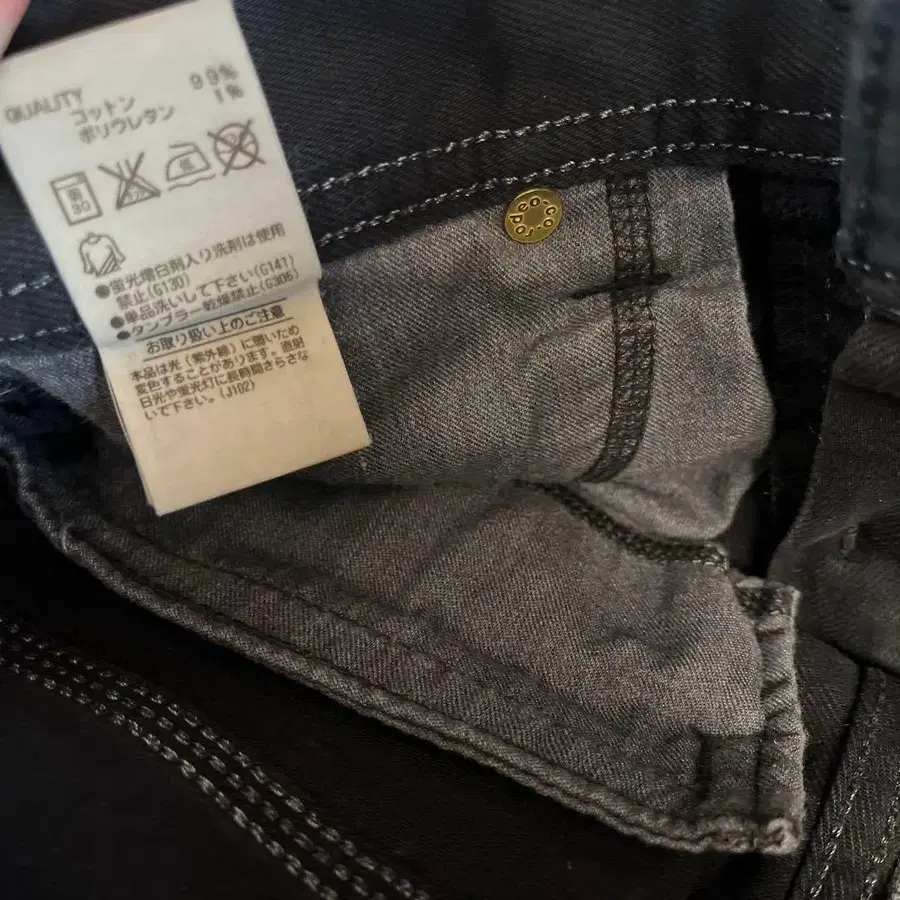 QUALITY
コットン 99%
ポリウレタン 1%
30
●蛍光増白剤入り洗剤は使用
禁止(G130)
●単品洗いして下さい(G141)
●タンブラー乾燥禁止(G306)
お取り扱い上のご注意
本品は光(紫外線)に弱いため
変色することがあります。直射
日光や蛍光灯に長時間さらさな
いで下さい。(J102)